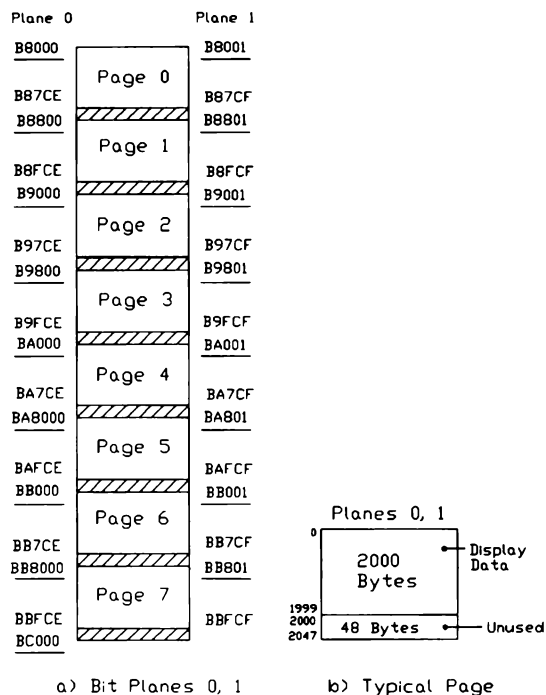 Plane 0
Plane 1
B8000
B8001
Page 0
B87CE
B87CF
B8800
B8801
Page 1
B8FCE
B8FCF
B9000
B9001
Page 2
B97CE
B97CF
B9800
B9801
Page 3
B9FCE
B9FCF
BA000
BA001
Page 4
BA7CE
BA7CF
BA8000
BA801
Page 5
BAFCE
BAFCF
BB000
BB001
Page 6
BB7CE
BB7CF
BB8000
BB801
Page 7
BBFCE
BBFCF
BC000
a) Bit Planes 0, 1
Planes 0, 1
0
2000
Bytes
Display
Data
1999
2000
48 Bytes
Unused
2047
b) Typical Page